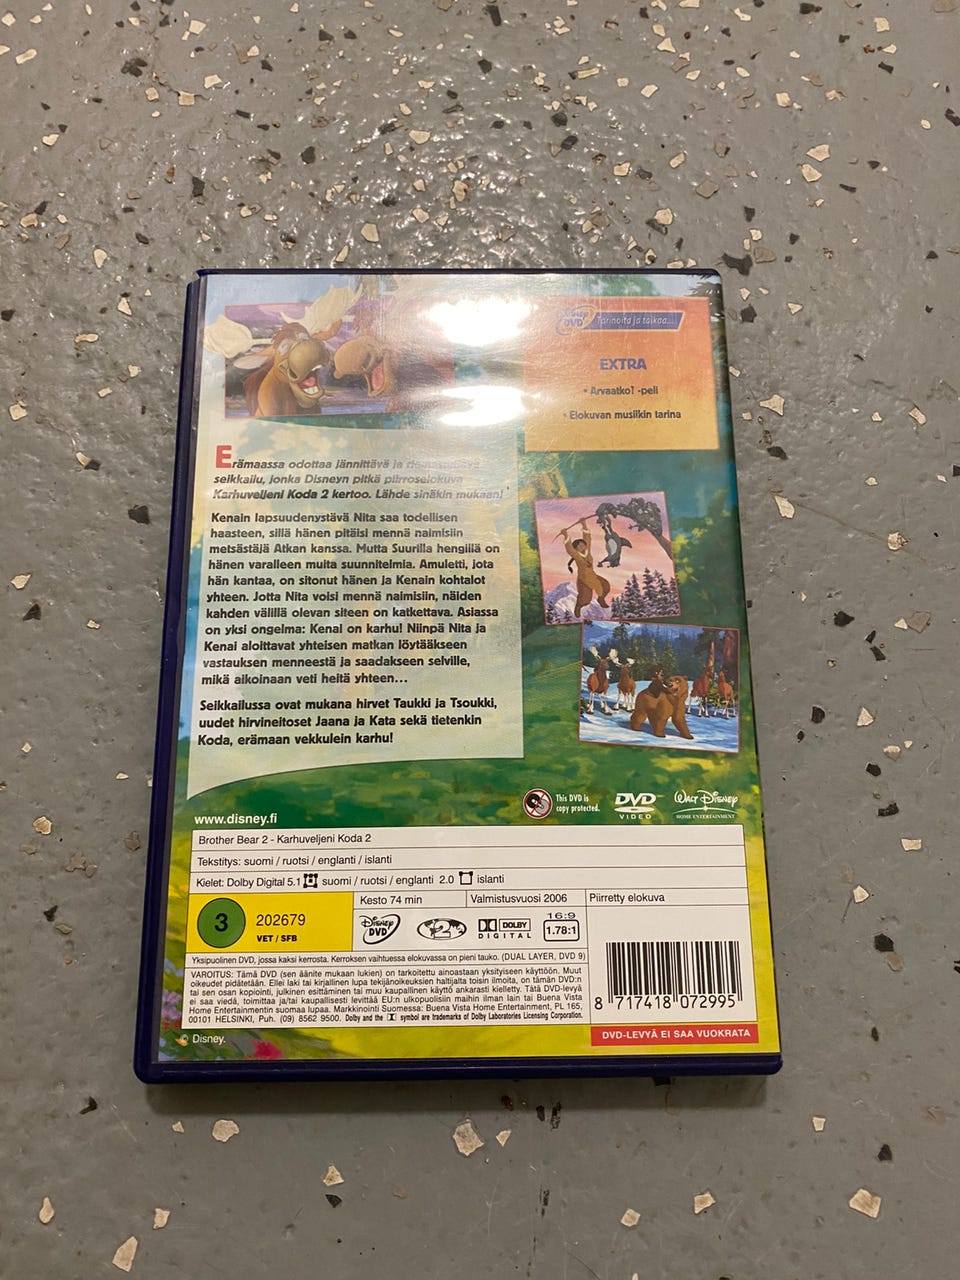 Disney DVD Tarinoita ja taikaa...
EXTRA
• Arvaatko? -peli
• Elokuvan musiikin tarina
Erämaassa odottaa jännittävä ja
seikkailu, jonka Disneyn pitkä piirroselokuva
Karhuveljeni Koda 2 kertoo. Lähde sinäkin mukaan!
Kenain lapsuudenystävä Nita saa todellisen
haasteen, sillä hänen pitäisi mennä naimisiin
metsästäjä Atkan kanssa. Mutta Suurilla hengillä on
hänen varalleen muita suunnitelmia. Amuletti, jota
hän kantaa, on sitonut hänen ja Kenain kohtalot
yhteen. Jotta Nita voisi mennä naimisiin, näiden
kahden välillä olevan siteen on katkettava. Asiassa
on yksi ongelma: Kenai on karhu! Niinpä Nita ja
Kenai aloittavat yhteisen matkan löytääkseen
vastauksen menneestä ja saadakseen selville,
mikä aikoinaan veti heitä yhteen...
Seikkailussa ovat mukana hirvet Taukki ja Tsoukki,
uudet hirvineitoset Jaana ja Kata sekä tietenkin
Koda, erämaan vekkulein karhu!
This DVD is
copy protected.
DVD VIDEO
WALT DISNEY
HOME ENTERTAINMENT
www.disney.fi
Brother Bear 2 - Karhuveljeni Koda 2
Tekstitys: suomi / ruotsi / englanti / islanti
Kielet: Dolby Digital 5.1 suomi / ruotsi / englanti 2.0 islanti
3 202679
VET / SFB
Kesto 74 min
Valmistusvuosi 2006
Piirretty elokuva
Disney DVD
2
DOLBY DIGITAL
16:9
1.78:1
Yksipuolinen DVD, jossa kaksi kerrosta. Kerroksen vaihtuessa elokuvassa on pieni tauko. (DUAL LAYER, DVD 9)
VAROITUS: Tämä DVD (sen äänite mukaan lukien) on tarkoitettu ainoastaan yksityiseen käyttöön. Muut
oikeudet pidätetään. Ellei laki tai kirjallinen lupa tekijänoikeuksien haltijalta toisin ilmoita, on tämän DVD:n
tai sen osan kopiointi, julkinen esittäminen tai muu kaupallinen käyttö ankarasti kielletty. Tätä DVD-levyä
ei saa viedä, toimittaa ja/tai kaupallisesti levittää EU:n ulkopuolisiin maihin ilman lain tai Buena Vista
Home Entertainmentin suomaa lupaa. Markkinointi Suomessa: Buena Vista Home Entertainment, PL 165,
00101 HELSINKI, Puh. (09) 8562 9500. Dolby and the symbol are trademarks of Dolby Laboratories Licensing Corporation.
8 717418 072995
DVD-LEVYÄ EI SAA VUOKRATA
© Disney.